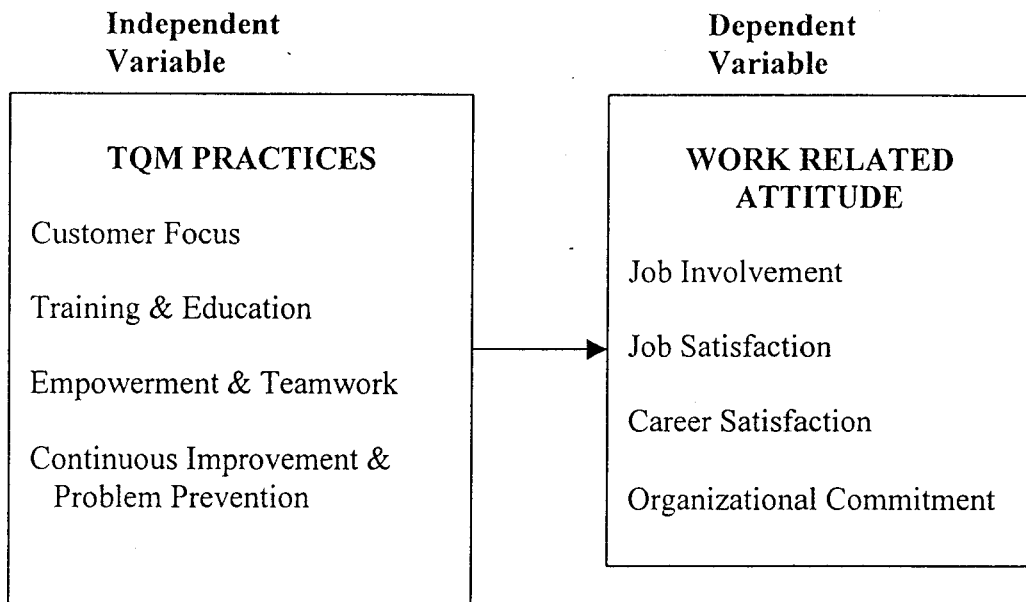 Independent
Variable
Dependent
Variable
TQM PRACTICES
Customer Focus
Training & Education
Empowerment & Teamwork
Continuous Improvement &
Problem Prevention
WORK RELATED
ATTITUDE
Job Involvement
Job Satisfaction
Career Satisfaction
Organizational Commitment